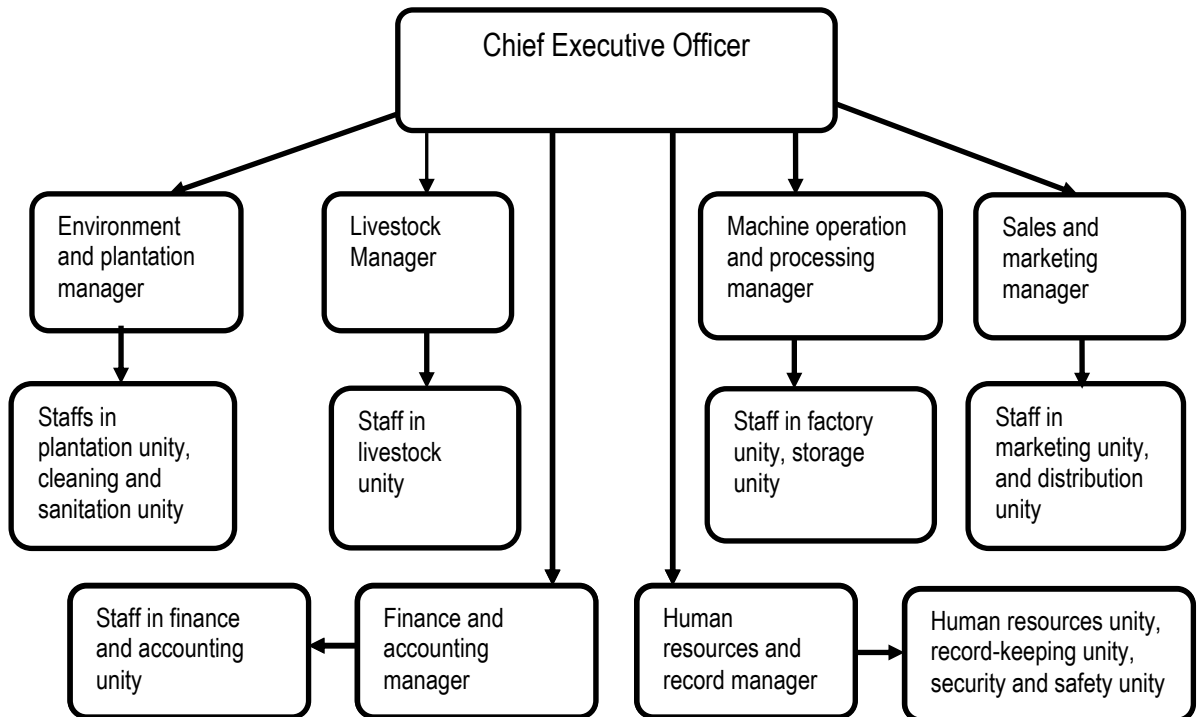 Chief Executive Officer
Environment
and plantation
manager
Livestock
Manager
Machine operation
and processing
manager
Sales and
marketing
manager
Staffs in
plantation unity,
cleaning and
sanitation unity
Staff in
livestock
unity
Staff in factory
unity, storage
unity
Staff in
marketing unity,
and distribution
unity
Staff in finance
and accounting
unity
Finance and
accounting
manager
Human
resources and
record manager
Human resources unity,
record-keeping unity,
security and safety unity